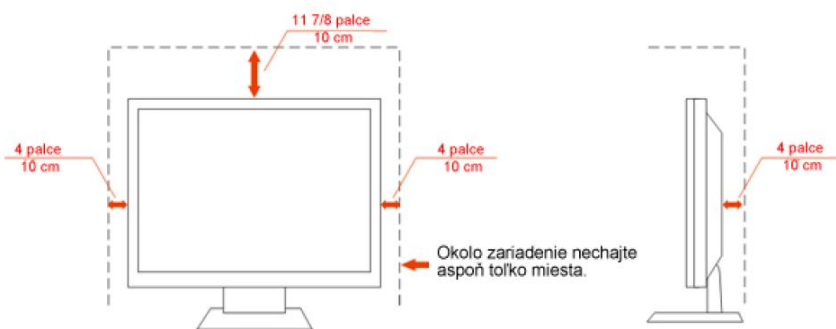 11 7/8 palce
10 cm
4 palce
10 cm
4 palce
10 cm
4 palce
10 cm
Okolo zariadenie nechajte
aspoň toľko miesta.